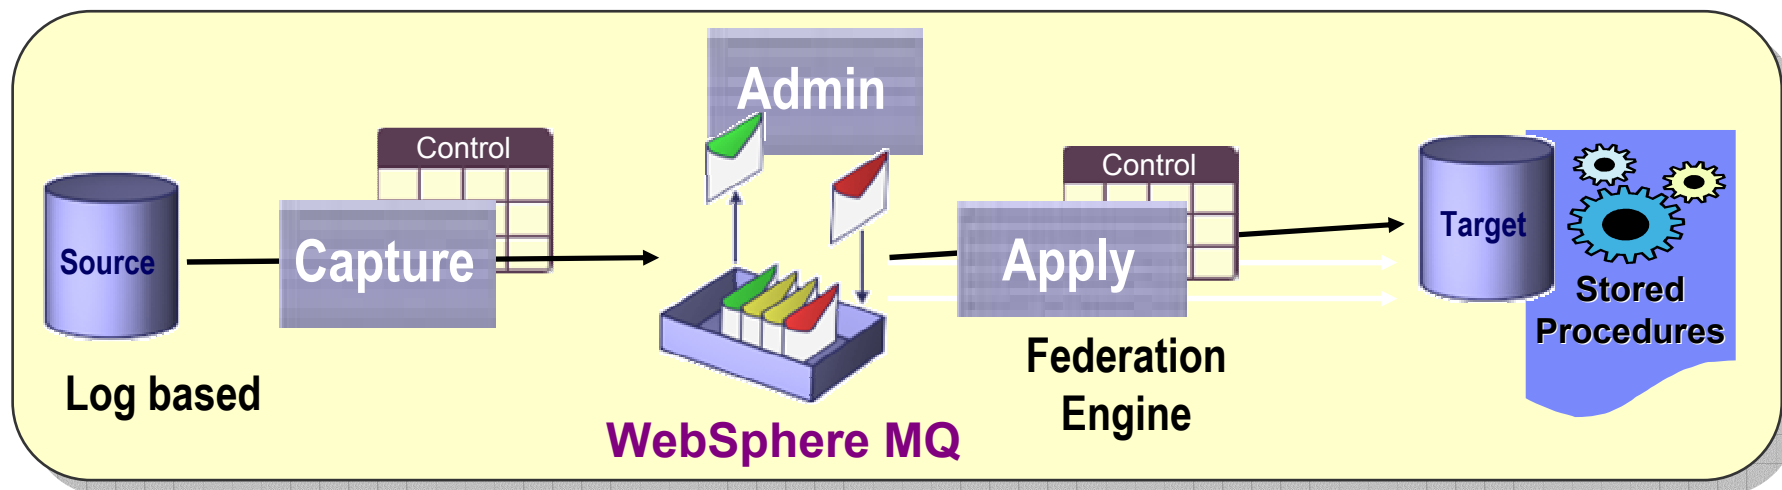 Admin
Control
Control
Source
Capture
Apply
Target
Stored
Procedures
Log based
Federation
Engine
WebSphere MQ